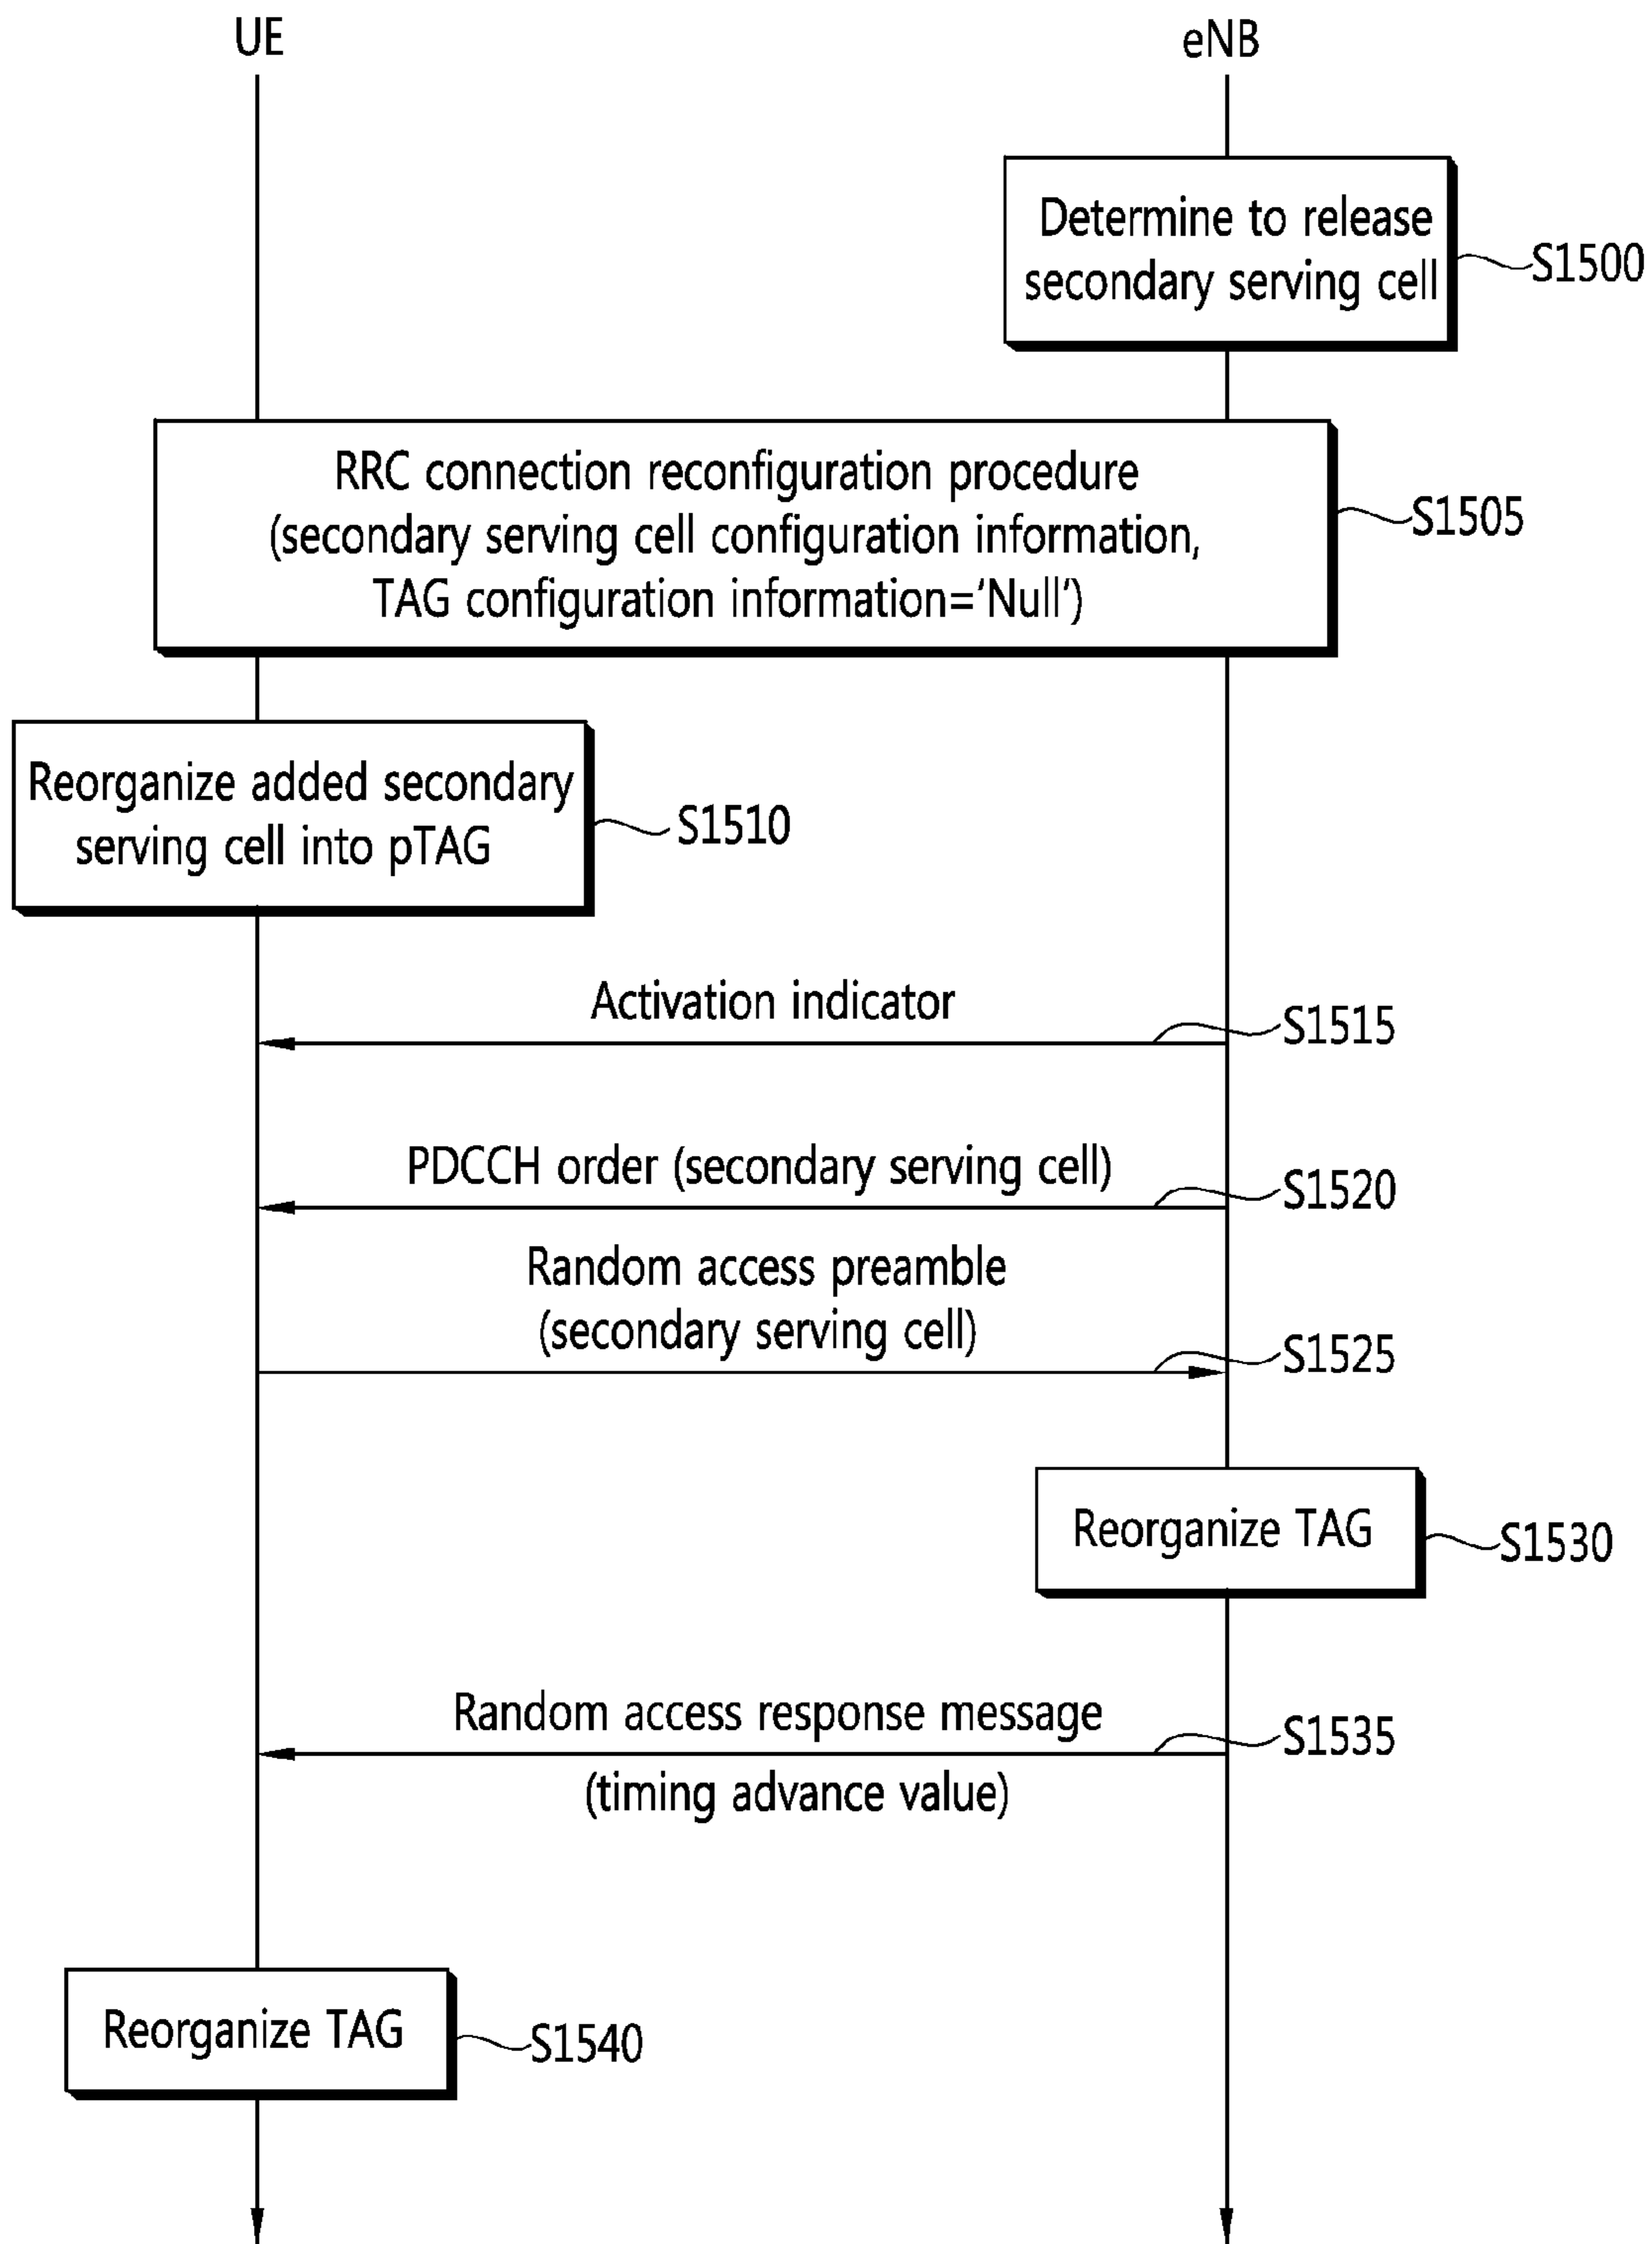 UE
eNB
Determine to release
secondary serving cell
S1500
RRC connection reconfiguration procedure
(secondary serving cell configuration information,
TAG configuration information='Null')
S1505
Reorganize added secondary
serving cell into pTAG
S1510
Activation indicator
S1515
PDCCH order (secondary serving cell)
S1520
Random access preamble
(secondary serving cell)
S1525
Reorganize TAG
S1530
Random access response message
(timing advance value)
S1535
Reorganize TAG
S1540